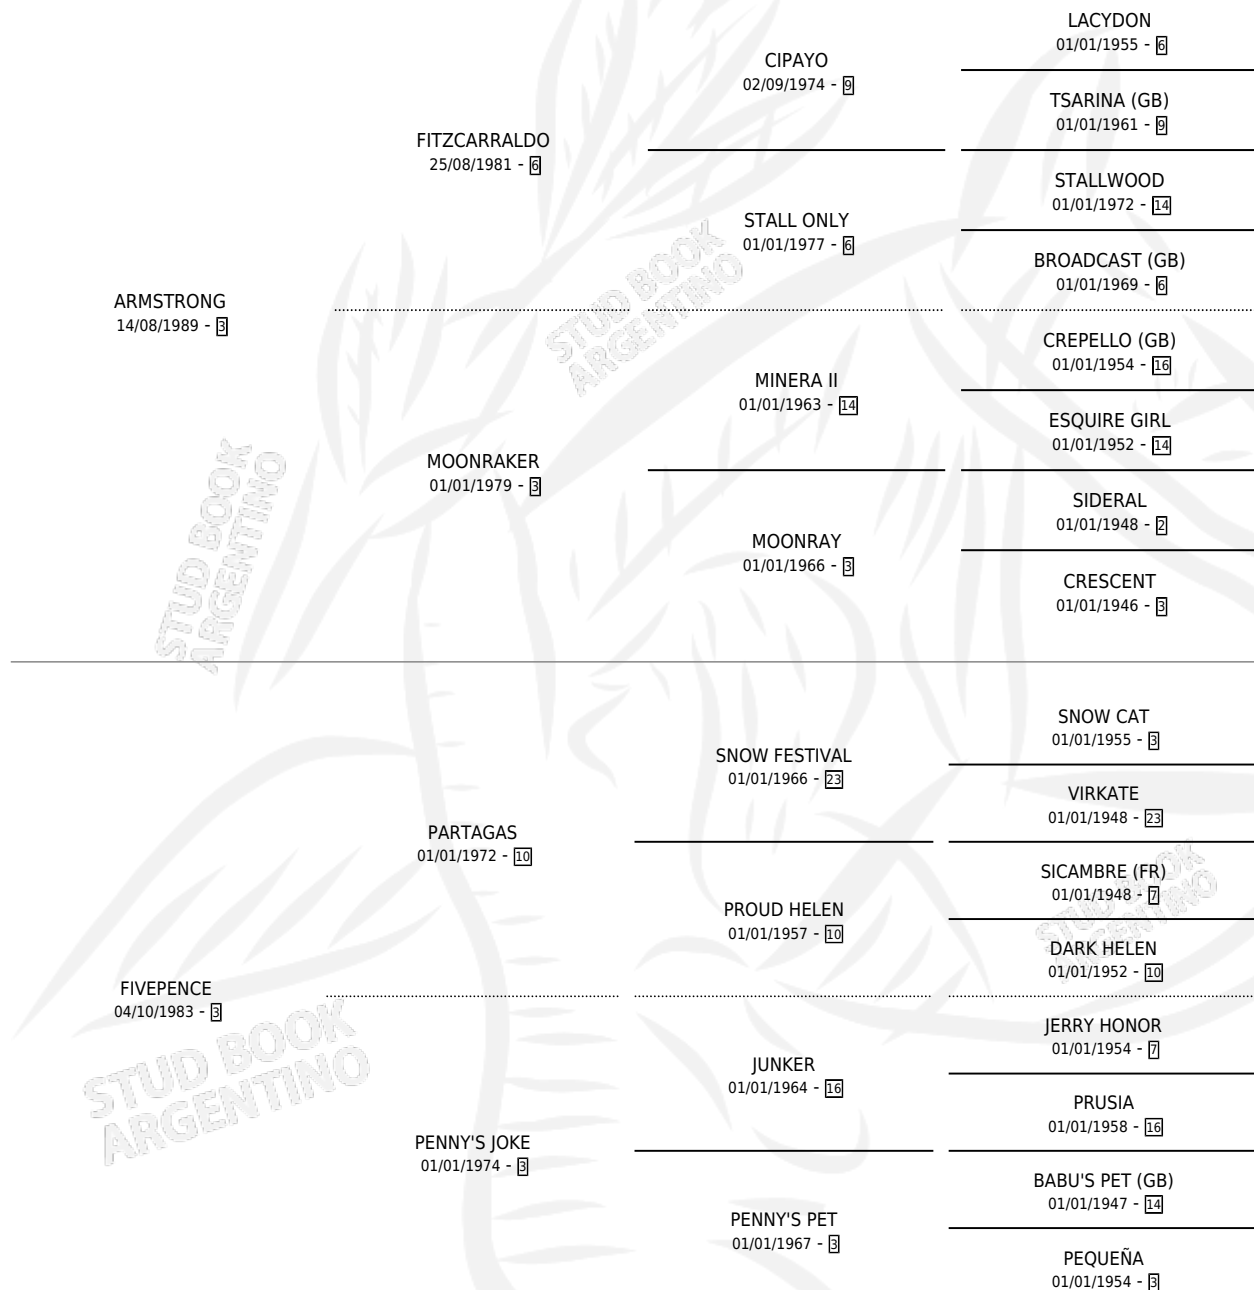 LACYDON
01/01/1955 - 6
CIPAYO
02/09/1974 - 9
TSARINA (GB)
01/01/1961 - 9
FITZCARRALDO
25/08/1981 - 6
STALLWOOD
01/01/1972 - 14
STALL ONLY
01/01/1977 - 6
BROADCAST (GB)
01/01/1969 - 6
ARMSTRONG
14/08/1989 - 3
CREPELLO (GB)
01/01/1954 - 16
MINERA II
01/01/1963 - 14
ESQUIRE GIRL
01/01/1952 - 14
MOONRAKER
01/01/1979 - 3
SIDERAL
01/01/1948 - 2
MOONRAY
01/01/1966 - 3
CRESCENT
01/01/1946 - 3
SNOW CAT
01/01/1955 - 3
SNOW FESTIVAL
01/01/1966 - 23
VIRKATE
01/01/1948 - 23
PARTAGAS
01/01/1972 - 10
SICAMBRE (FR)
01/01/1948 - 7
PROUD HELEN
01/01/1957 - 10
DARK HELEN
01/01/1952 - 10
FIVEPENCE
04/10/1983 - 3
JERRY HONOR
01/01/1954 - 7
JUNKER
01/01/1964 - 16
PRUSIA
01/01/1958 - 16
PENNY'S JOKE
01/01/1974 - 3
BABU'S PET (GB)
01/01/1947 - 14
PENNY'S PET
01/01/1967 - 3
PEQUEÑA
01/01/1954 - 3
STUD BOOK
ARGENTINO
STUD BOOK
ARGENTINO
STUD BOOK
ARGENTINO
STUD BOOK
ARGENTINO